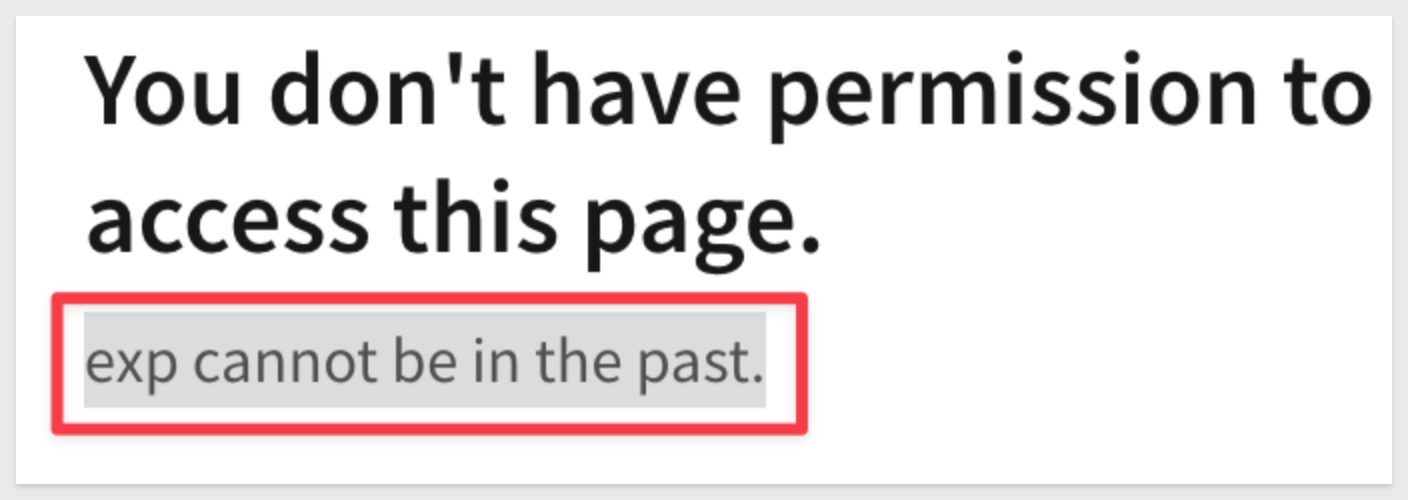 You don't have permission to
access this page.
exp cannot be in the past.